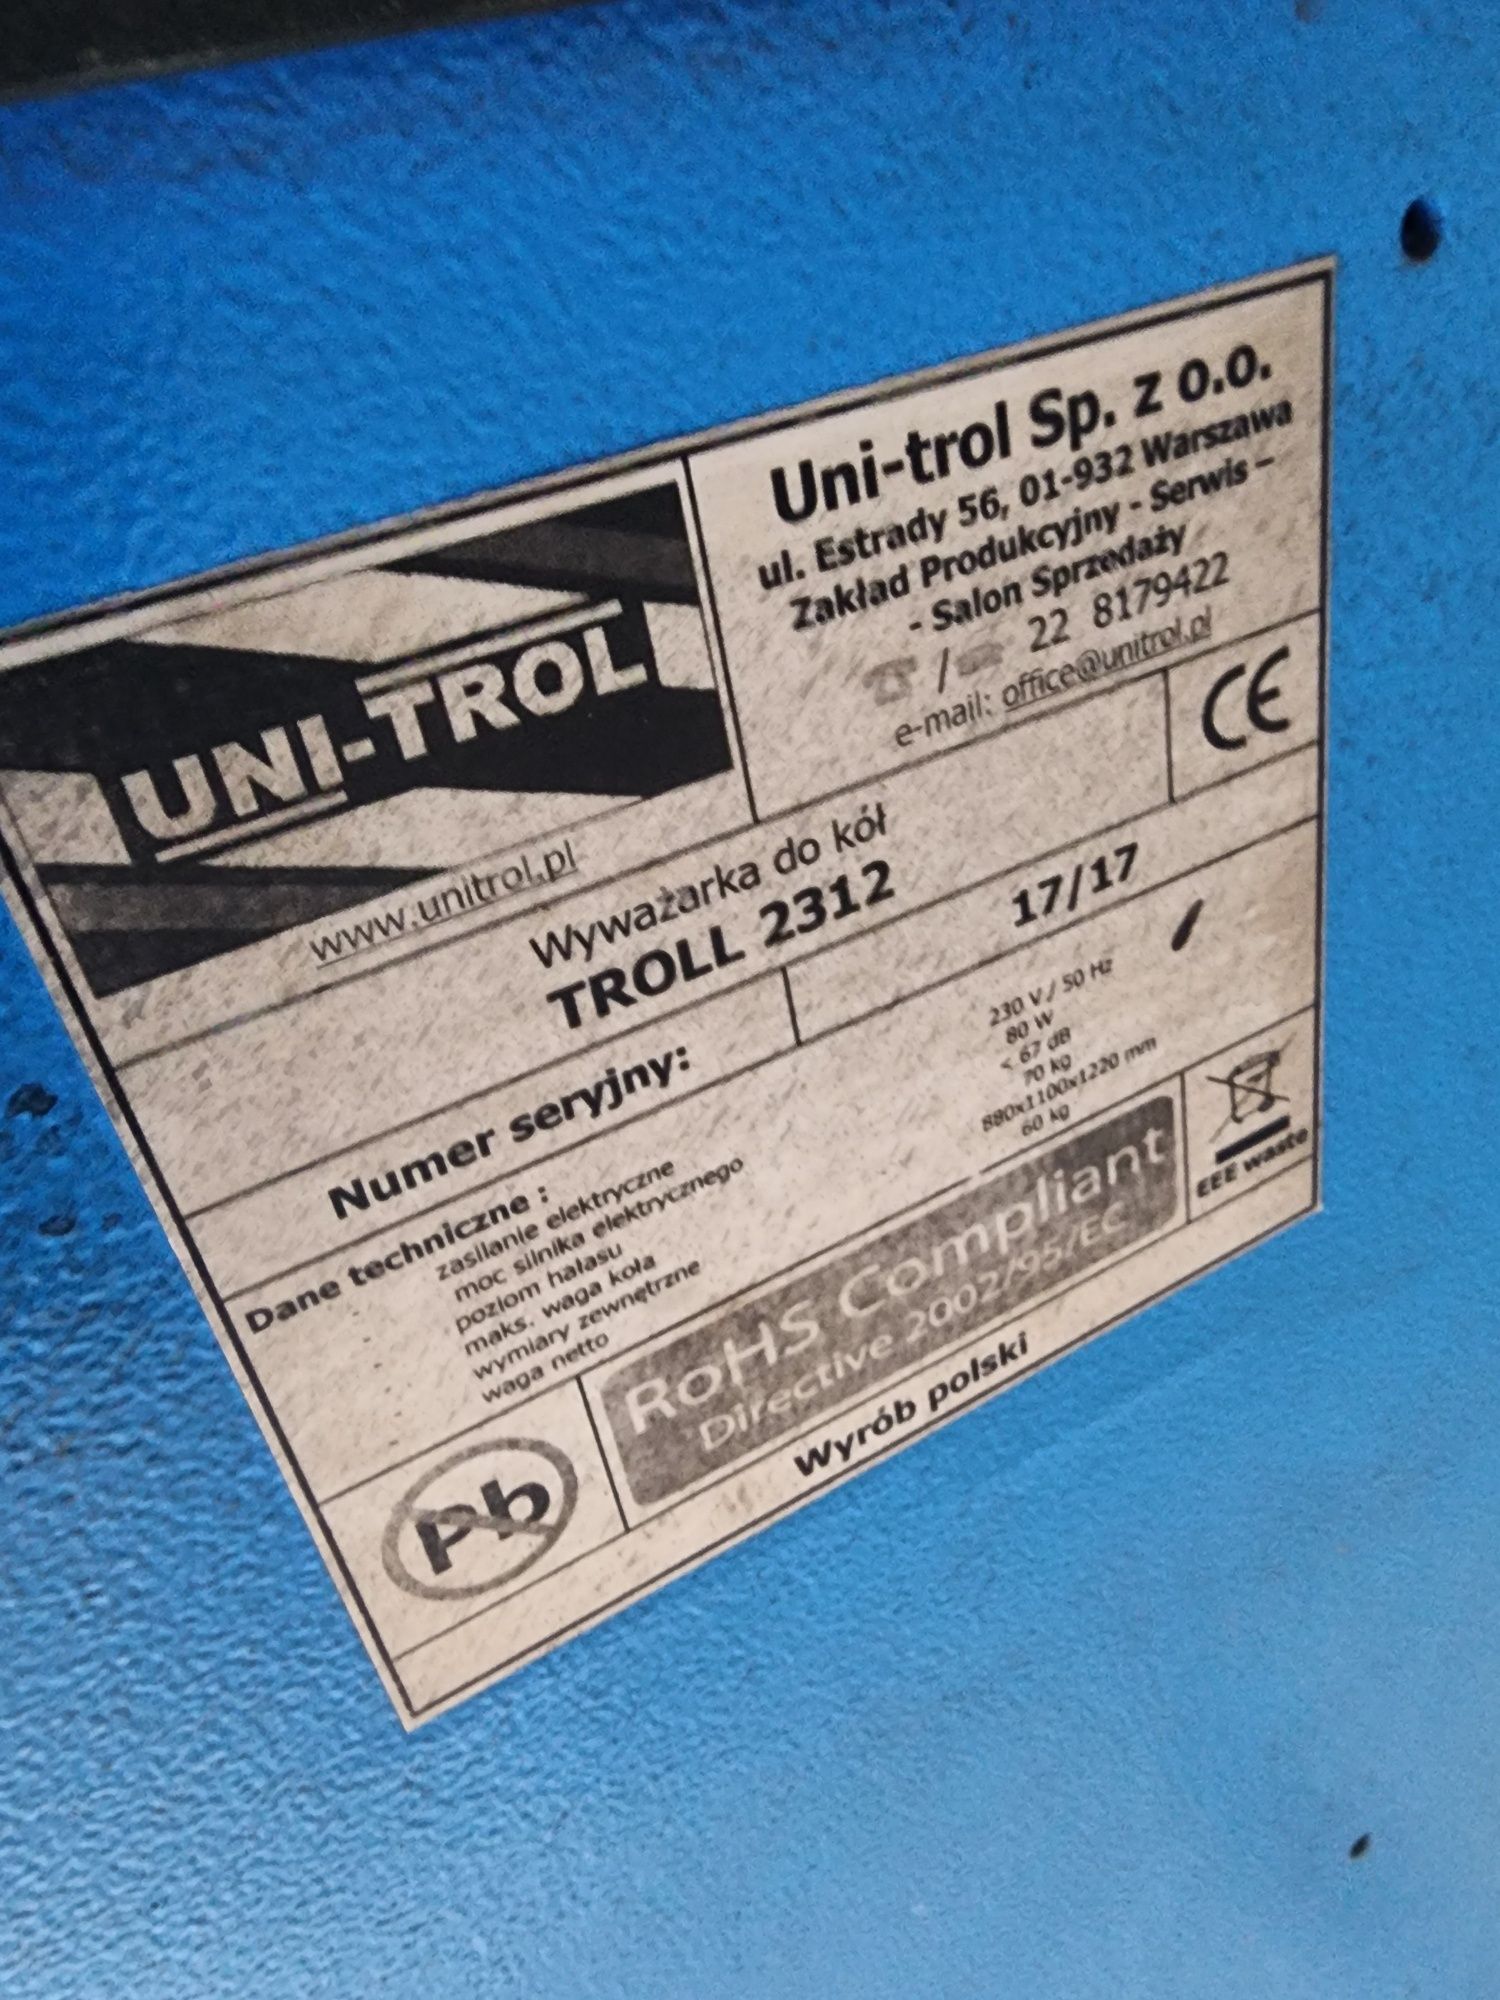 UNI-TROL
www.unitrol.pl
Uni-trol Sp. z o.o.
ul. Estrady 56, 01-932 Warszawa
Zakład Produkcyjny - Serwis –
- Salon Sprzedaży
/ 22 8179422
e-mail: office@unitrol.pl
Wyważarka do kół
TROLL 2312
CE
Numer seryjny: 17/17
Dane techniczne :
zasilanie elektryczne 230 V / 50 Hz
moc silnika elektrycznego 80 W
poziom hałasu < 67 dB
maks. waga koła 70 kg
wymiary zewnętrzne 880x1100x1220 mm
waga netto 60 kg
Pb
RoHS Compliant
Directive 2002/95/EC
EEE waste
Wyrób polski